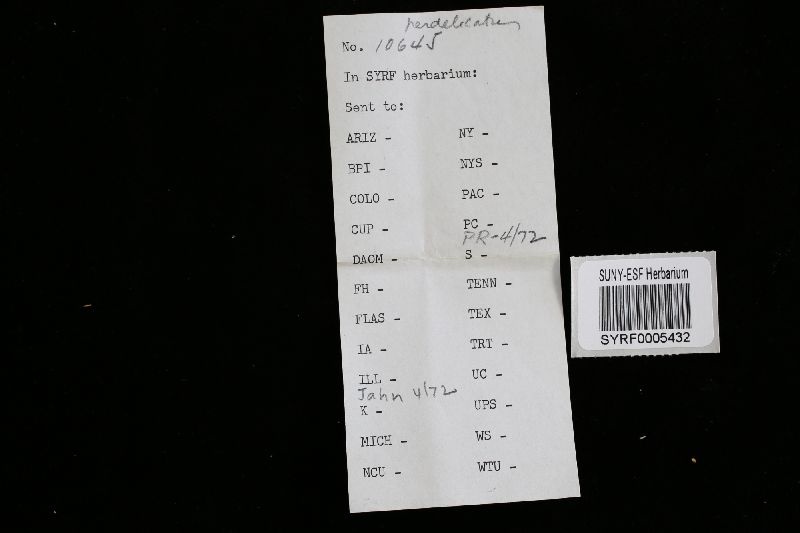 perdelicatum
No. 10645
In SYRF herbarium:
Sent to:
ARIZ -
BPI -
COLO -
CUP -
DAOM -
FH -
FLAS -
IA -
ILL -
Jahn 4/72
K -
MICH -
NCU -
NY -
NYS -
PAC -
PC -
PR-4/72
S -
TENN -
TEX -
TRT -
UC -
UPS -
WS -
WTU -
SUNY-ESF Herbarium
SYRF0005432